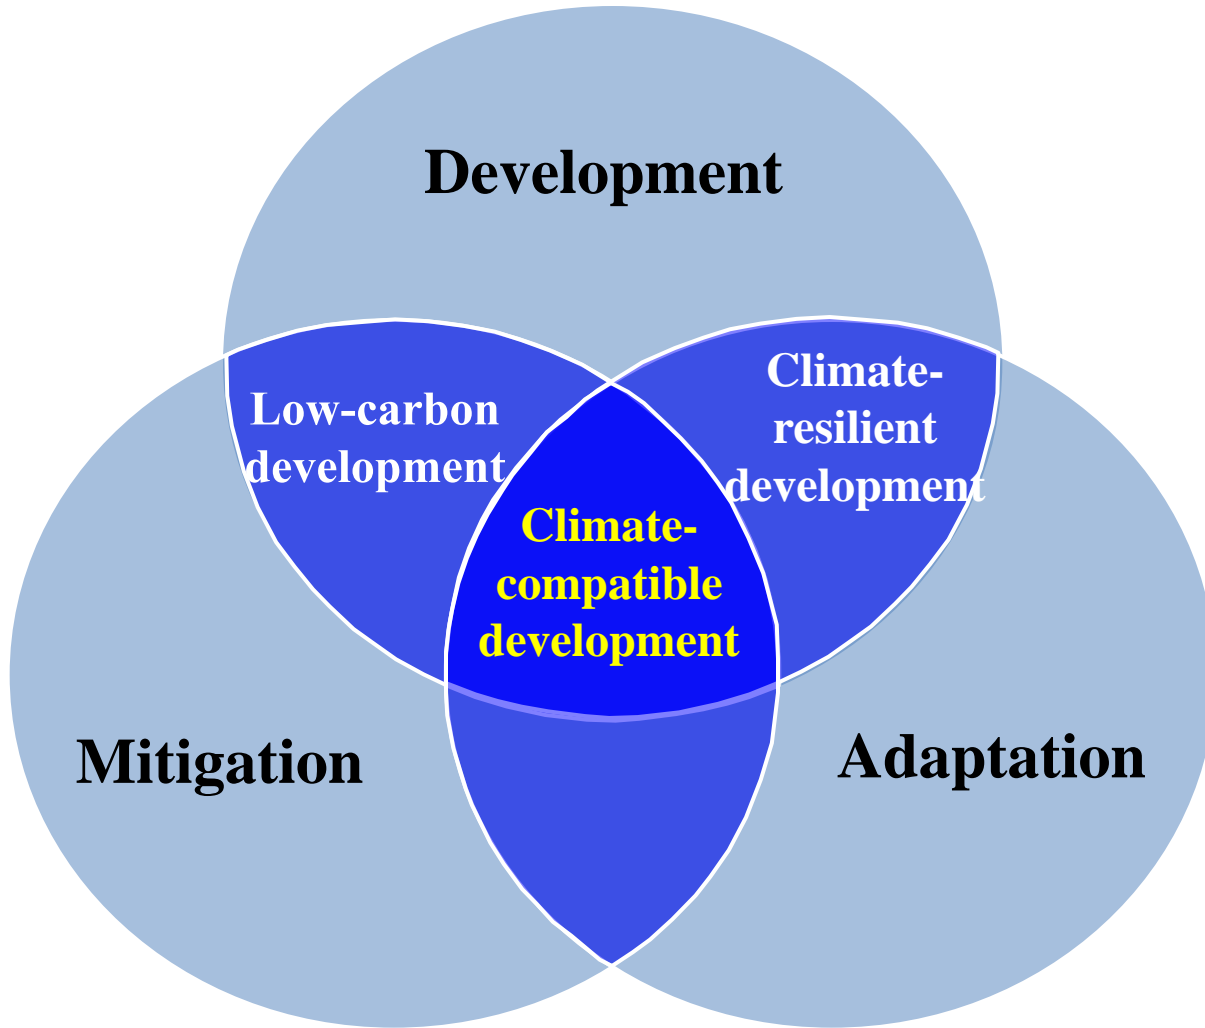 Development
Low-carbon
development
Climate-
resilient
development
Climate-
compatible
development
Mitigation
Adaptation